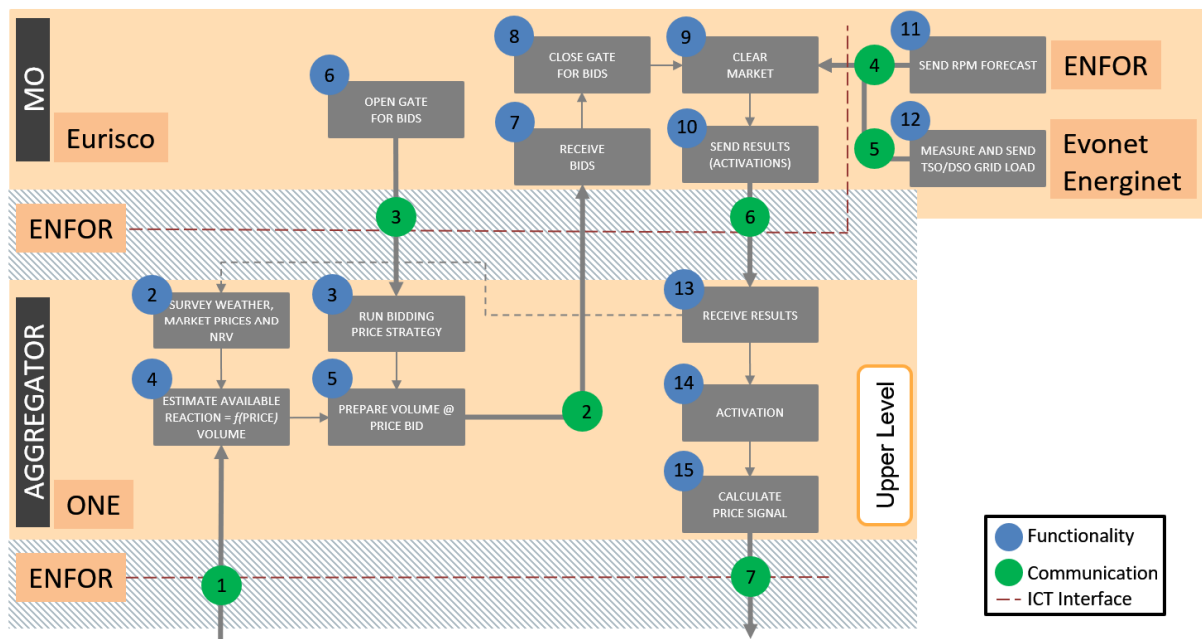 MO
Eurisco
6
OPEN GATE
FOR BIDS
8
CLOSE GATE
FOR BIDS
7
RECEIVE
BIDS
9
CLEAR
MARKET
10
SEND RESULTS
(ACTIVATIONS)
4
5
11
SEND RPM FORECAST
ENFOR
12
MEASURE AND SEND
TSO/DSO GRID LOAD
Evonet
Energinet
ENFOR
3
6
AGGREGATOR
ONE
2
SURVEY WEATHER,
MARKET PRICES AND
NRV
3
RUN BIDDING
PRICE STRATEGY
4
ESTIMATE AVAILABLE
REACTION = f(PRICE)
VOLUME
5
PREPARE VOLUME @
PRICE BID
2
13
RECEIVE RESULTS
14
ACTIVATION
15
CALCULATE
PRICE SIGNAL
Upper Level
ENFOR
1
7
Functionality
Communication
ICT Interface